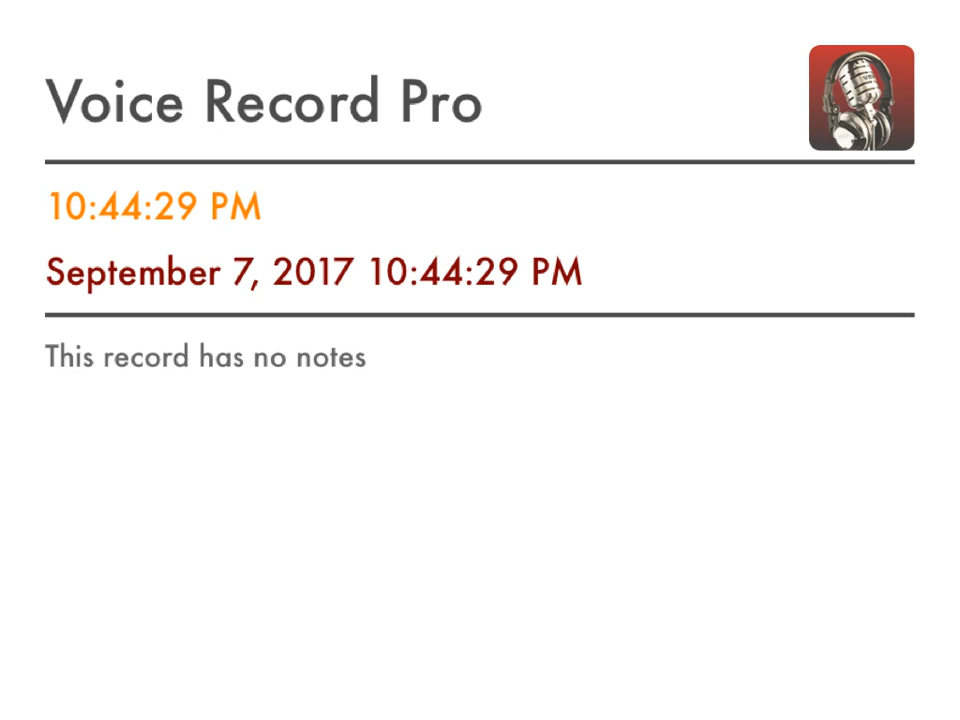 Voice Record Pro
10:44:29 PM
September 7, 2017 10:44:29 PM
This record has no notes